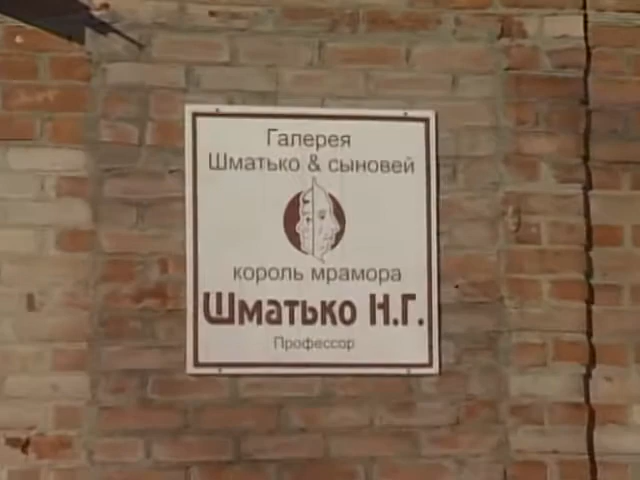 Галерея
Шматько & сыновей
король мрамора
Шматько Н.Г.
Профессор